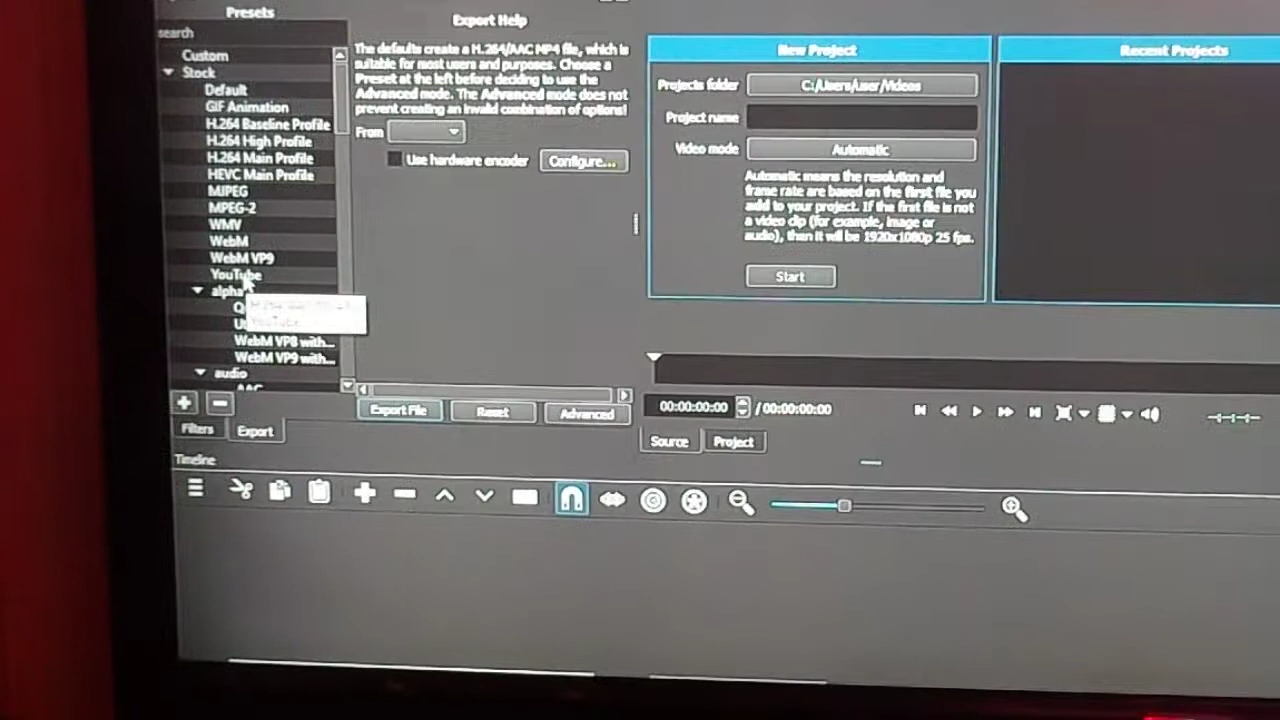 Presets
search
Custom
Stock
Default
GIF Animation
H.264 Baseline Profile
H.264 High Profile
H.264 Main Profile
HEVC Main Profile
MJPEG
MPEG-2
WMV
WebM
WebM VP9
YouTube
alpha
WebM VP8 with...
WebM VP9 with...
audio
AAC
Filters
Export
Export Help
The defaults create a H.264/AAC MP4 file, which is
suitable for most users and purposes. Choose a
Preset at the left before deciding to use the
Advanced mode. The Advanced mode does not
prevent creating an invalid combination of options!
From
Use hardware encoder
Configure...
Export File
Reset
Advanced
New Project
Projects folder
C:/Users/user/Videos
Project name
Video mode
Automatic
Automatic means the resolution and
frame rate are based on the first file you
add to your project. If the first file is not
a video clip (for example, image or
audio), then it will be 1920x1080p 25 fps.
Start
Recent Projects
00:00:00:00
/ 00:00:00:00
Source
Project
Timeline